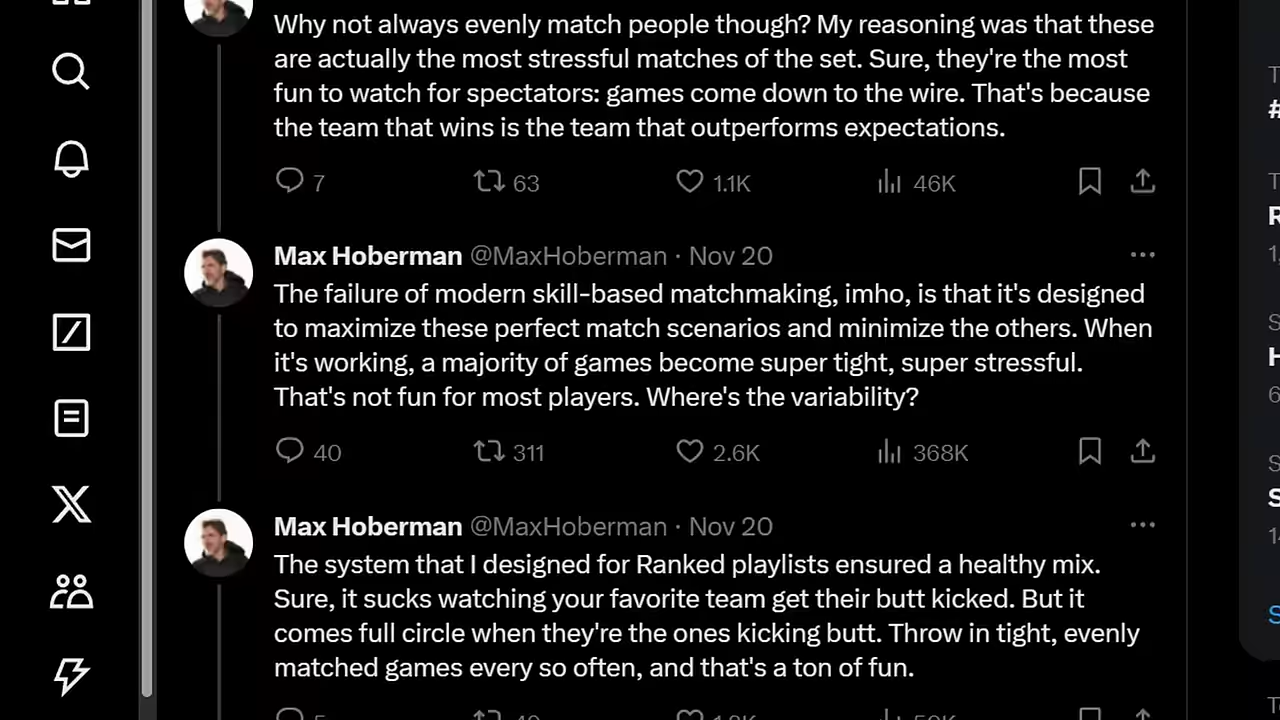 Why not always evenly match people though? My reasoning was that these
are actually the most stressful matches of the set. Sure, they're the most
fun to watch for spectators: games come down to the wire. That's because
the team that wins is the team that outperforms expectations.
7 63 1.1K 46K
Max Hoberman @MaxHoberman · Nov 20
The failure of modern skill-based matchmaking, imho, is that it's designed
to maximize these perfect match scenarios and minimize the others. When
it's working, a majority of games become super tight, super stressful.
That's not fun for most players. Where's the variability?
40 311 2.6K 368K
Max Hoberman @MaxHoberman · Nov 20
The system that I designed for Ranked playlists ensured a healthy mix.
Sure, it sucks watching your favorite team get their butt kicked. But it
comes full circle when they're the ones kicking butt. Throw in tight, evenly
matched games every so often, and that's a ton of fun.